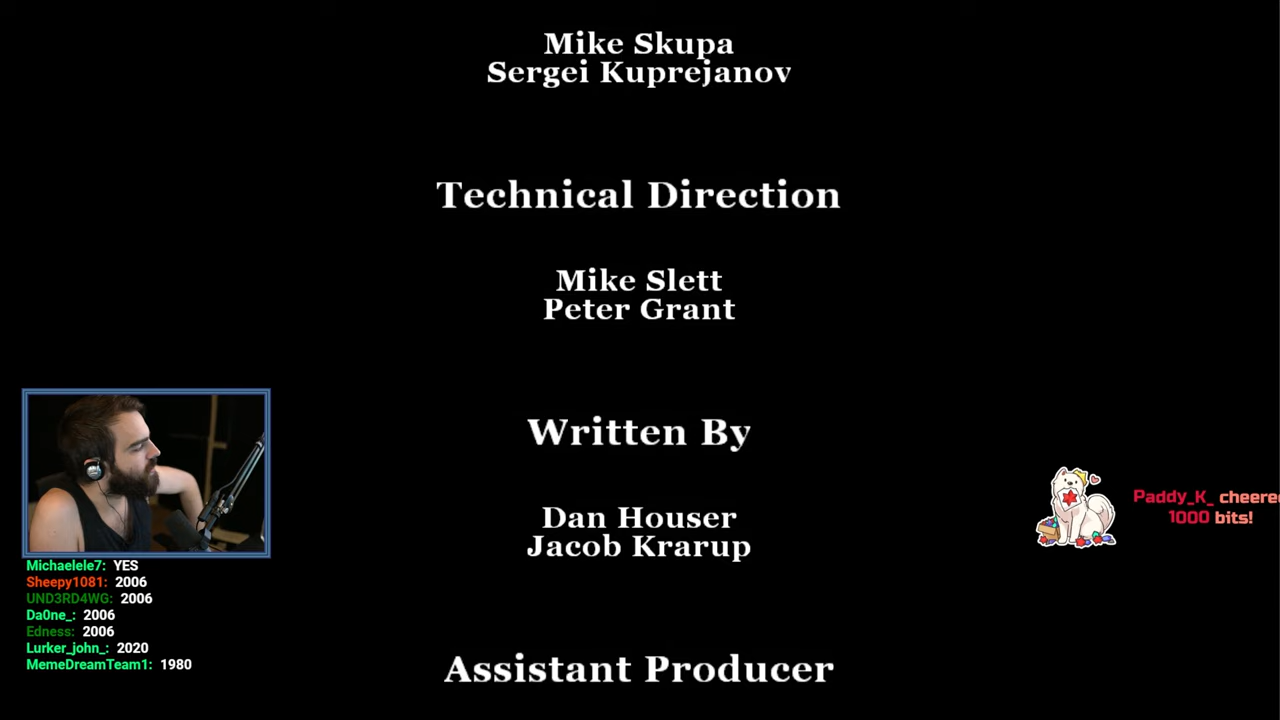 Mike Skupa
Sergei Kuprejanov
Technical Direction
Mike Slett
Peter Grant
Written By
Dan Houser
Jacob Krarup
Assistant Producer
Michaelele7: YES
Sheepy1081: 2006
UND3RD4WG: 2006
Da0ne_: 2006
Edness: 2006
Lurker_john_: 2020
MemeDreamTeam1: 1980
Paddy_K_ cheere
1000 bits!